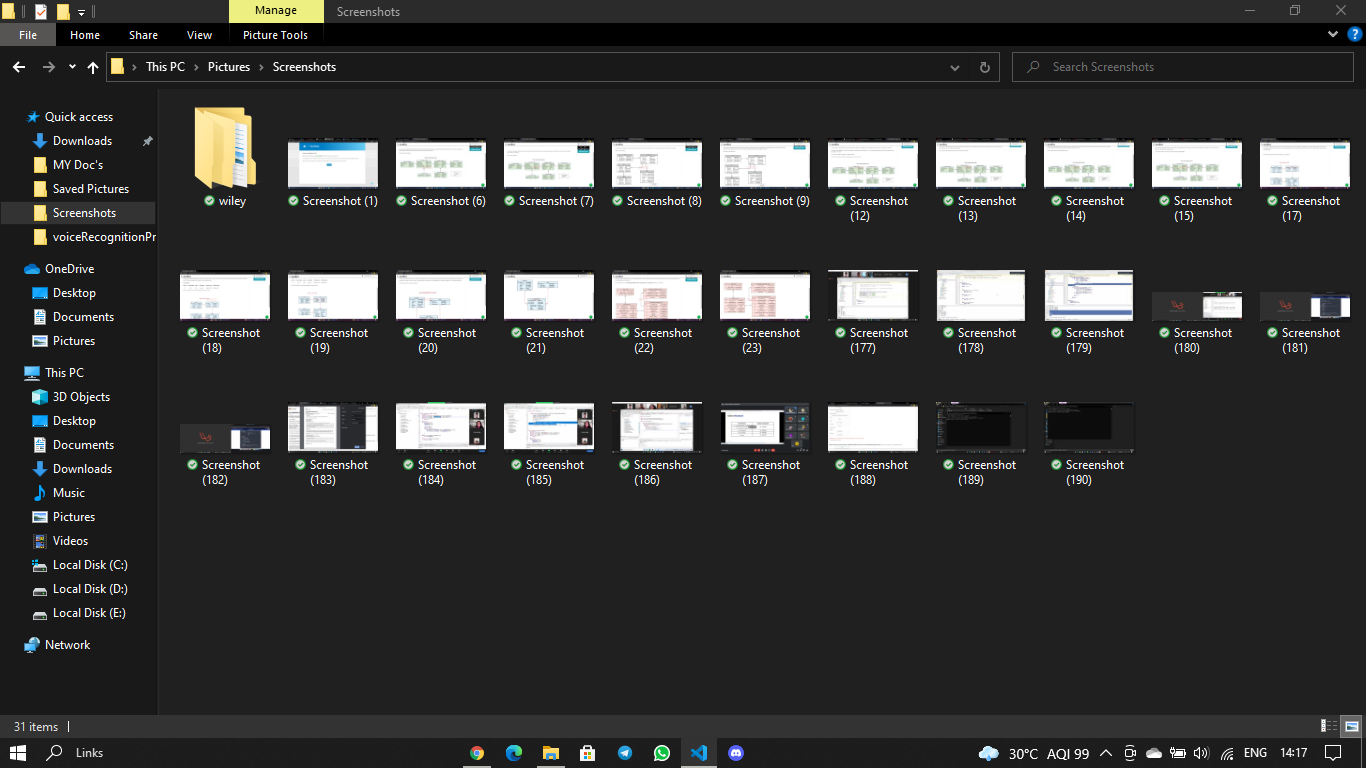 Manage
Screenshots
File
Home
Share
View
Picture Tools
This PC
Pictures
Screenshots
Search Screenshots
Quick access
Downloads
MY Doc's
Saved Pictures
Screenshots
voiceRecognitionPr
OneDrive
Desktop
Documents
Pictures
This PC
3D Objects
Desktop
Documents
Downloads
Music
Pictures
Videos
Local Disk (C:)
Local Disk (D:)
Local Disk (E:)
Network
wiley
Screenshot (1)
Screenshot (6)
Screenshot (7)
Screenshot (8)
Screenshot (9)
Screenshot
(12)
Screenshot
(13)
Screenshot
(14)
Screenshot
(15)
Screenshot
(17)
Screenshot
(18)
Screenshot
(19)
Screenshot
(20)
Screenshot
(21)
Screenshot
(22)
Screenshot
(23)
Screenshot
(177)
Screenshot
(178)
Screenshot
(179)
Screenshot
(180)
Screenshot
(181)
Screenshot
(182)
Screenshot
(183)
Screenshot
(184)
Screenshot
(185)
Screenshot
(186)
Screenshot
(187)
Screenshot
(188)
Screenshot
(189)
Screenshot
(190)
31 items
Links
30°C AQI 99
ENG
14:17